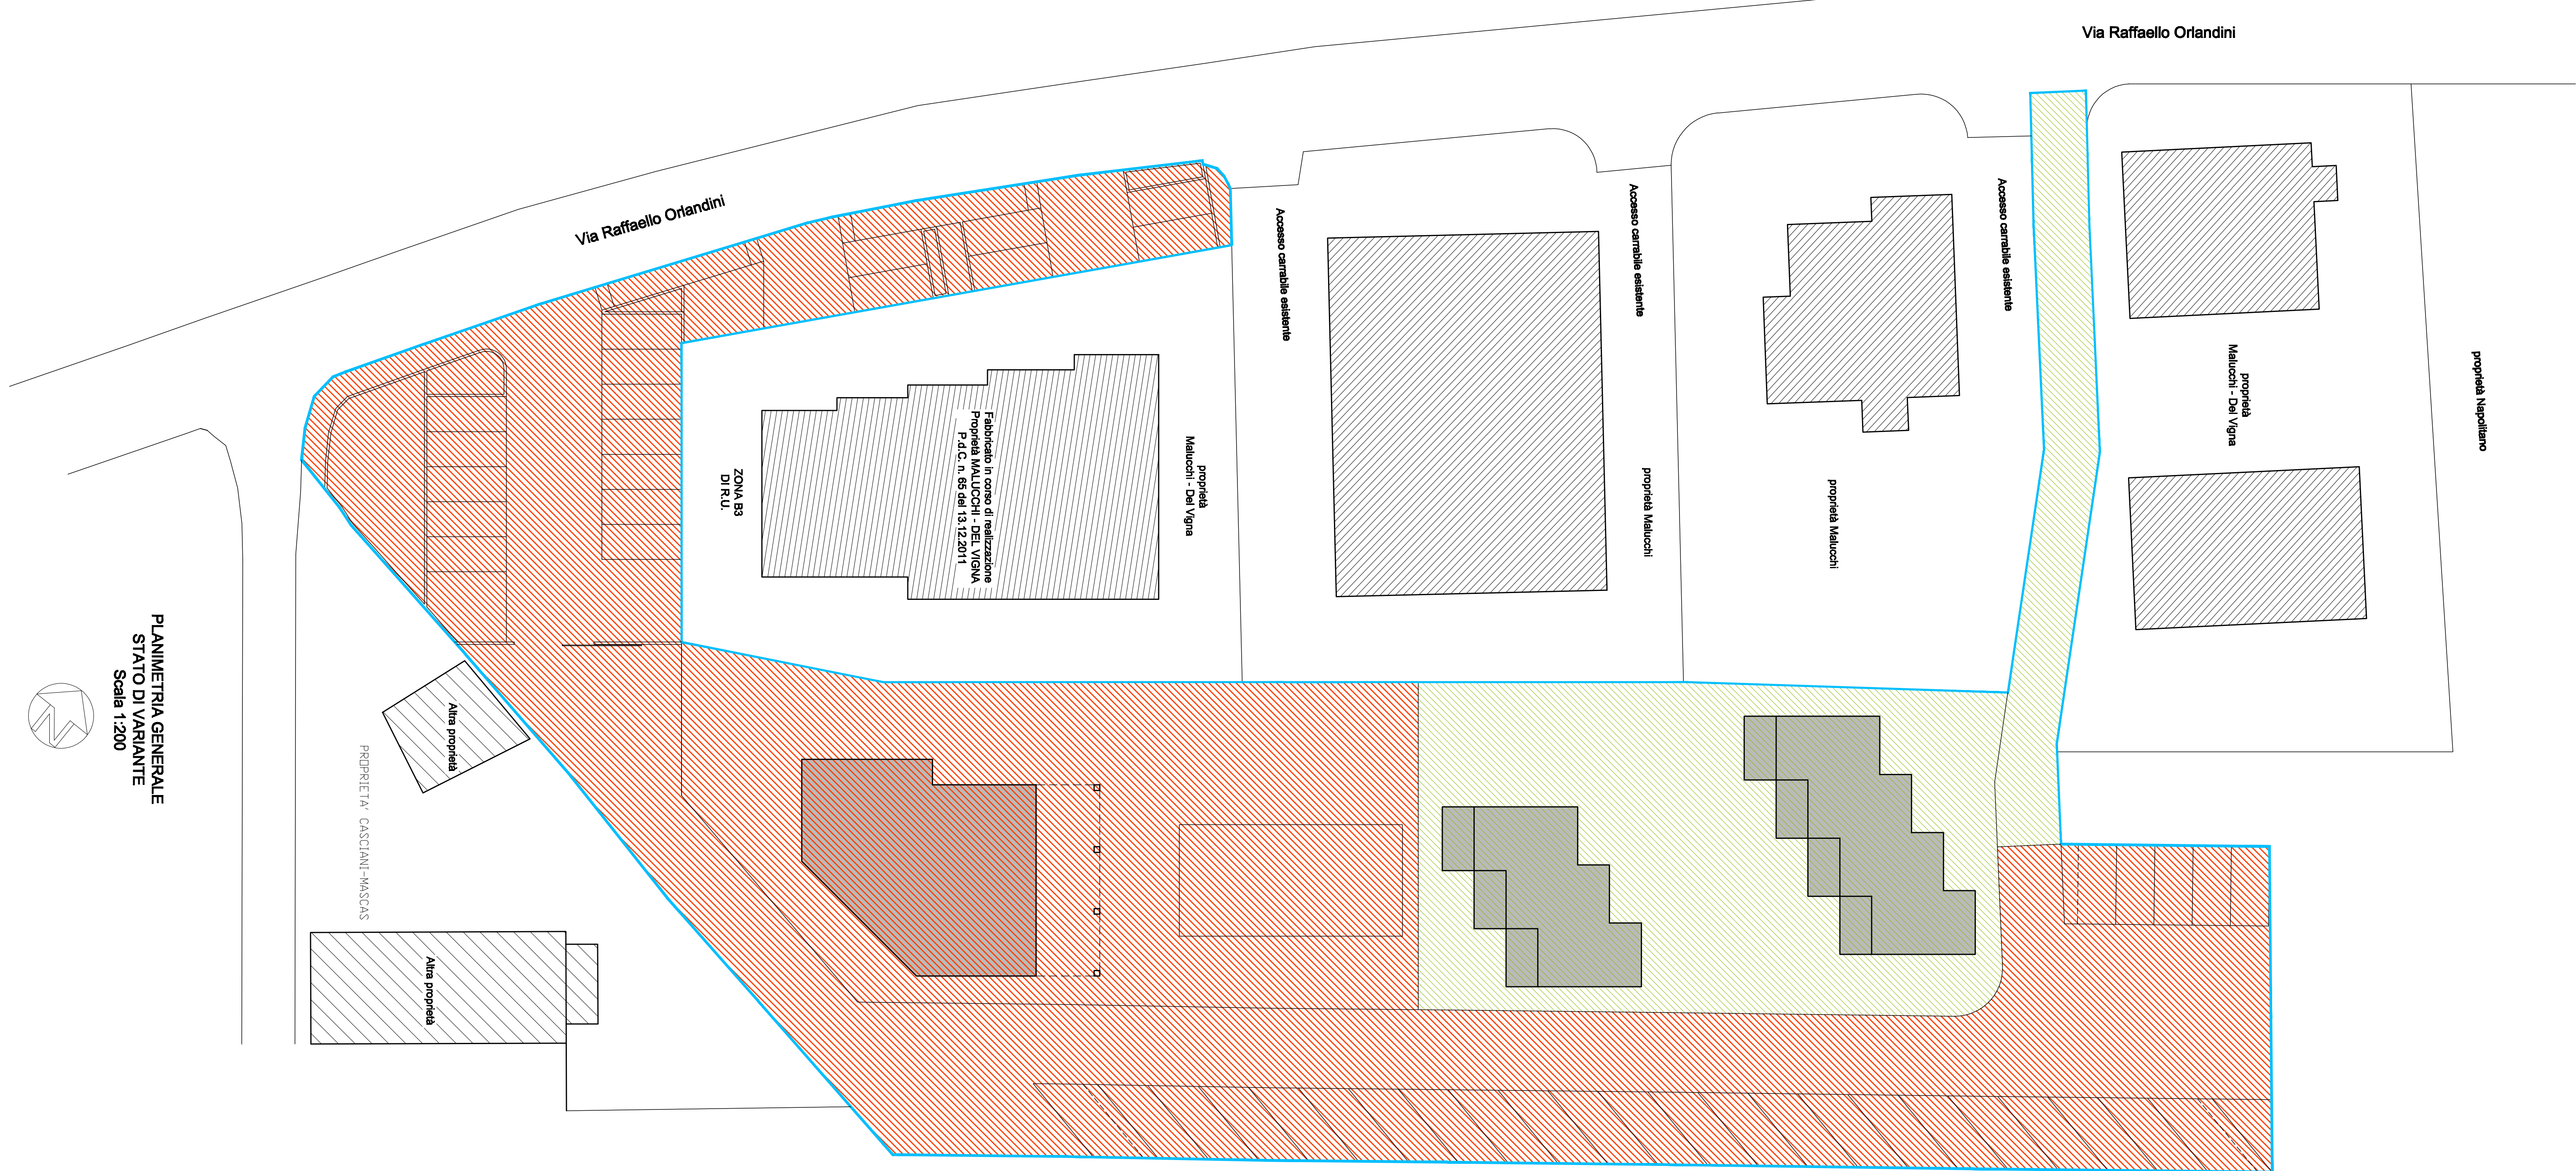 Via Raffaello Orlandini
Via Raffaello Orlandini
Accesso carrabile esistente
Accesso carrabile esistente
Accesso carrabile esistente
proprietà
Malucchi - Del Vigna
proprietà Napolitano
Fabbricato in corso di realizzazione
Proprietà MALUCCHI - DEL VIGNA
P.d.C. n. 65 del 13.12.2011
proprietà
Malucchi - Del Vigna
proprietà Malucchi
proprietà Malucchi
ZONA B3
DI R.U.
PLANIMETRIA GENERALE
STATO DI VARIANTE
Scala 1:200
N
Altra proprietà
PROPRIETA' CASCIANI-MASCAS
Altra proprietà